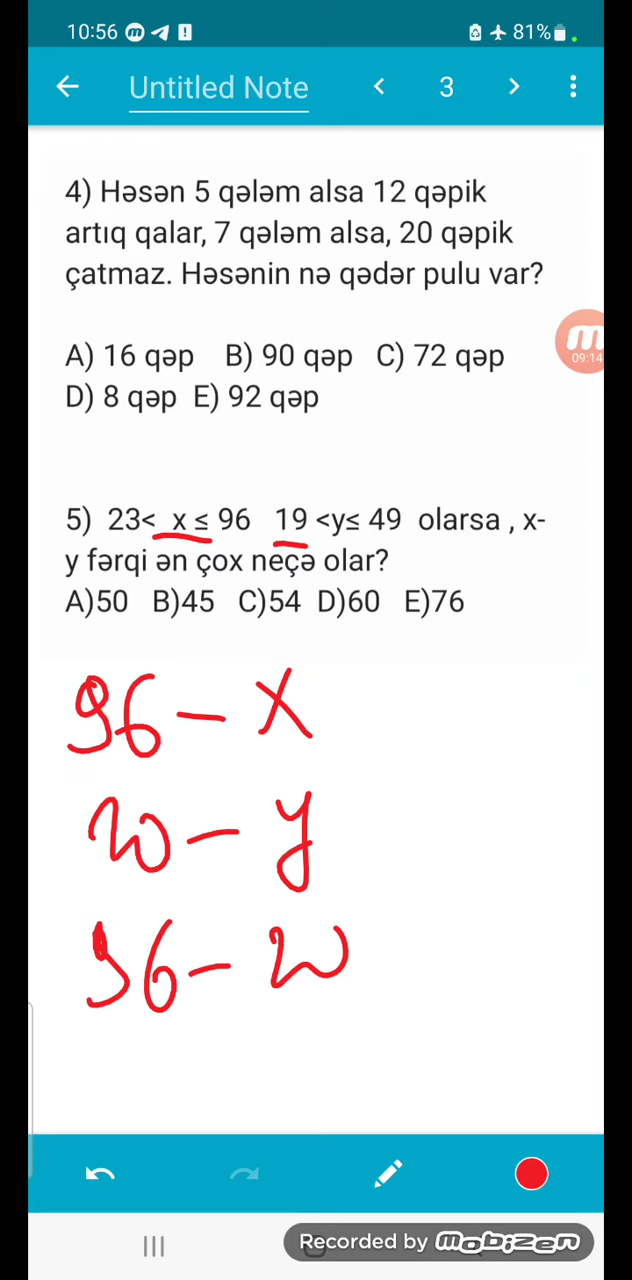 10:56 81%
Untitled Note < 3 >
4) Həsən 5 qələm alsa 12 qəpik
artıq qalar, 7 qələm alsa, 20 qəpik
çatmaz. Həsənin nə qədər pulu var?
A) 16 qəp B) 90 qəp C) 72 qəp
09:14
D) 8 qəp E) 92 qəp
5) 23< x ≤ 96 19 <y≤ 49 olarsa , x-
y fərqi ən çox neçə olar?
A)50 B)45 C)54 D)60 E)76
96 - x
20 - y
96 - 20
Recorded by mobizen